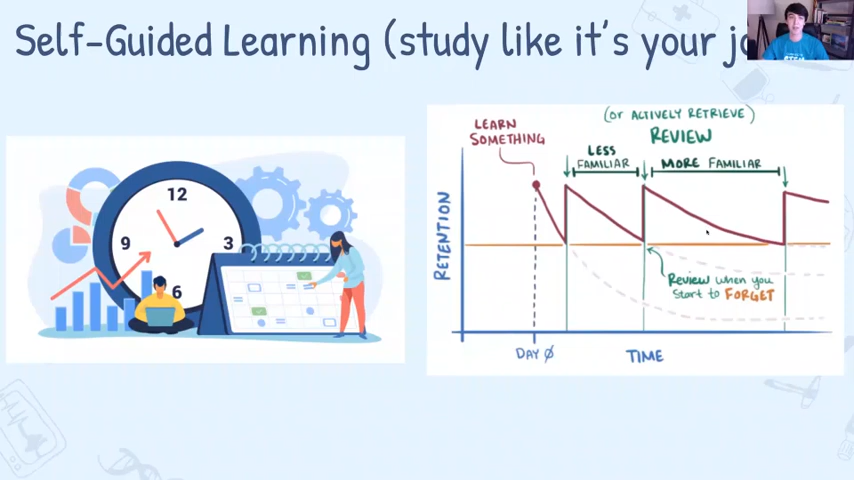 Self-Guided Learning (study like it's your
12
9
3
6
(OR ACTIVELY RETRIEVE)
REVIEW
LEARN
SOMETHING
LESS
FAMILIAR
MORE FAMILIAR
RETENTION
Review when you
start to FORGET
DAY Ø
TIME